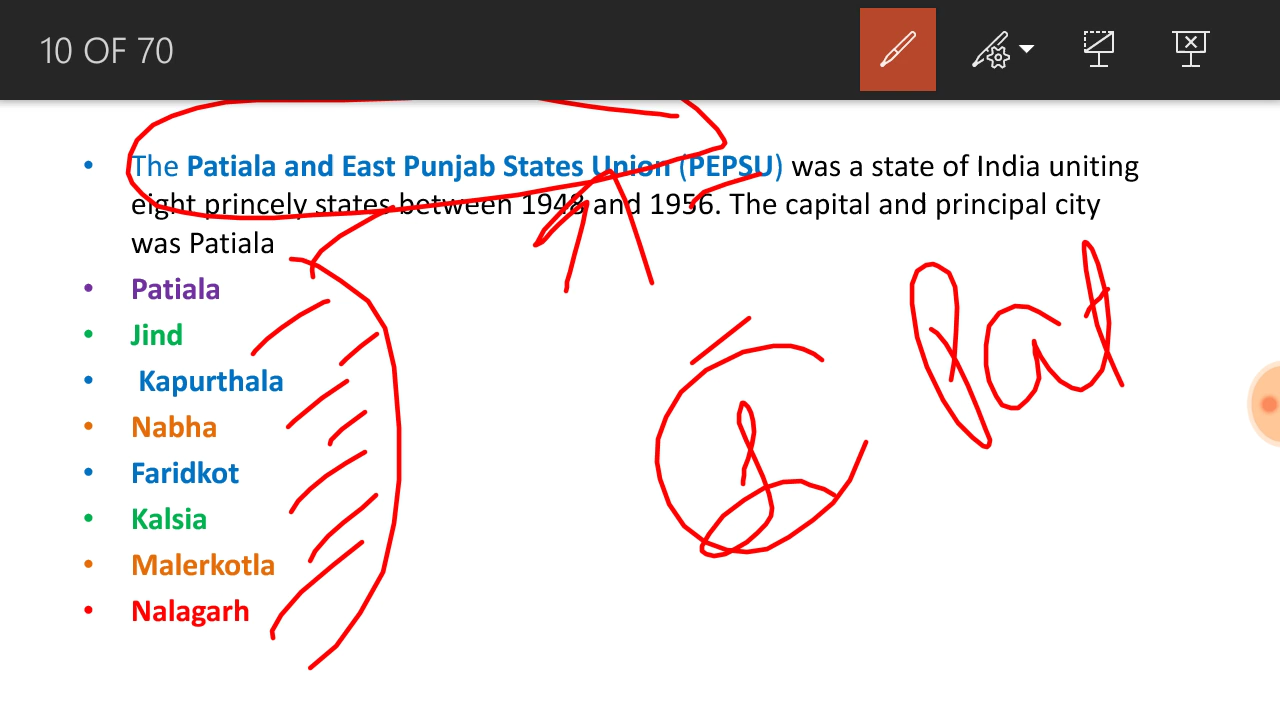 10 OF 70
• The Patiala and East Punjab States Union (PEPSU) was a state of India uniting
eight princely states between 1948 and 1956. The capital and principal city
was Patiala
• Patiala
• Jind
• Kapurthala
• Nabha
• Faridkot
• Kalsia
• Malerkotla
• Nalagarh
8
Pat